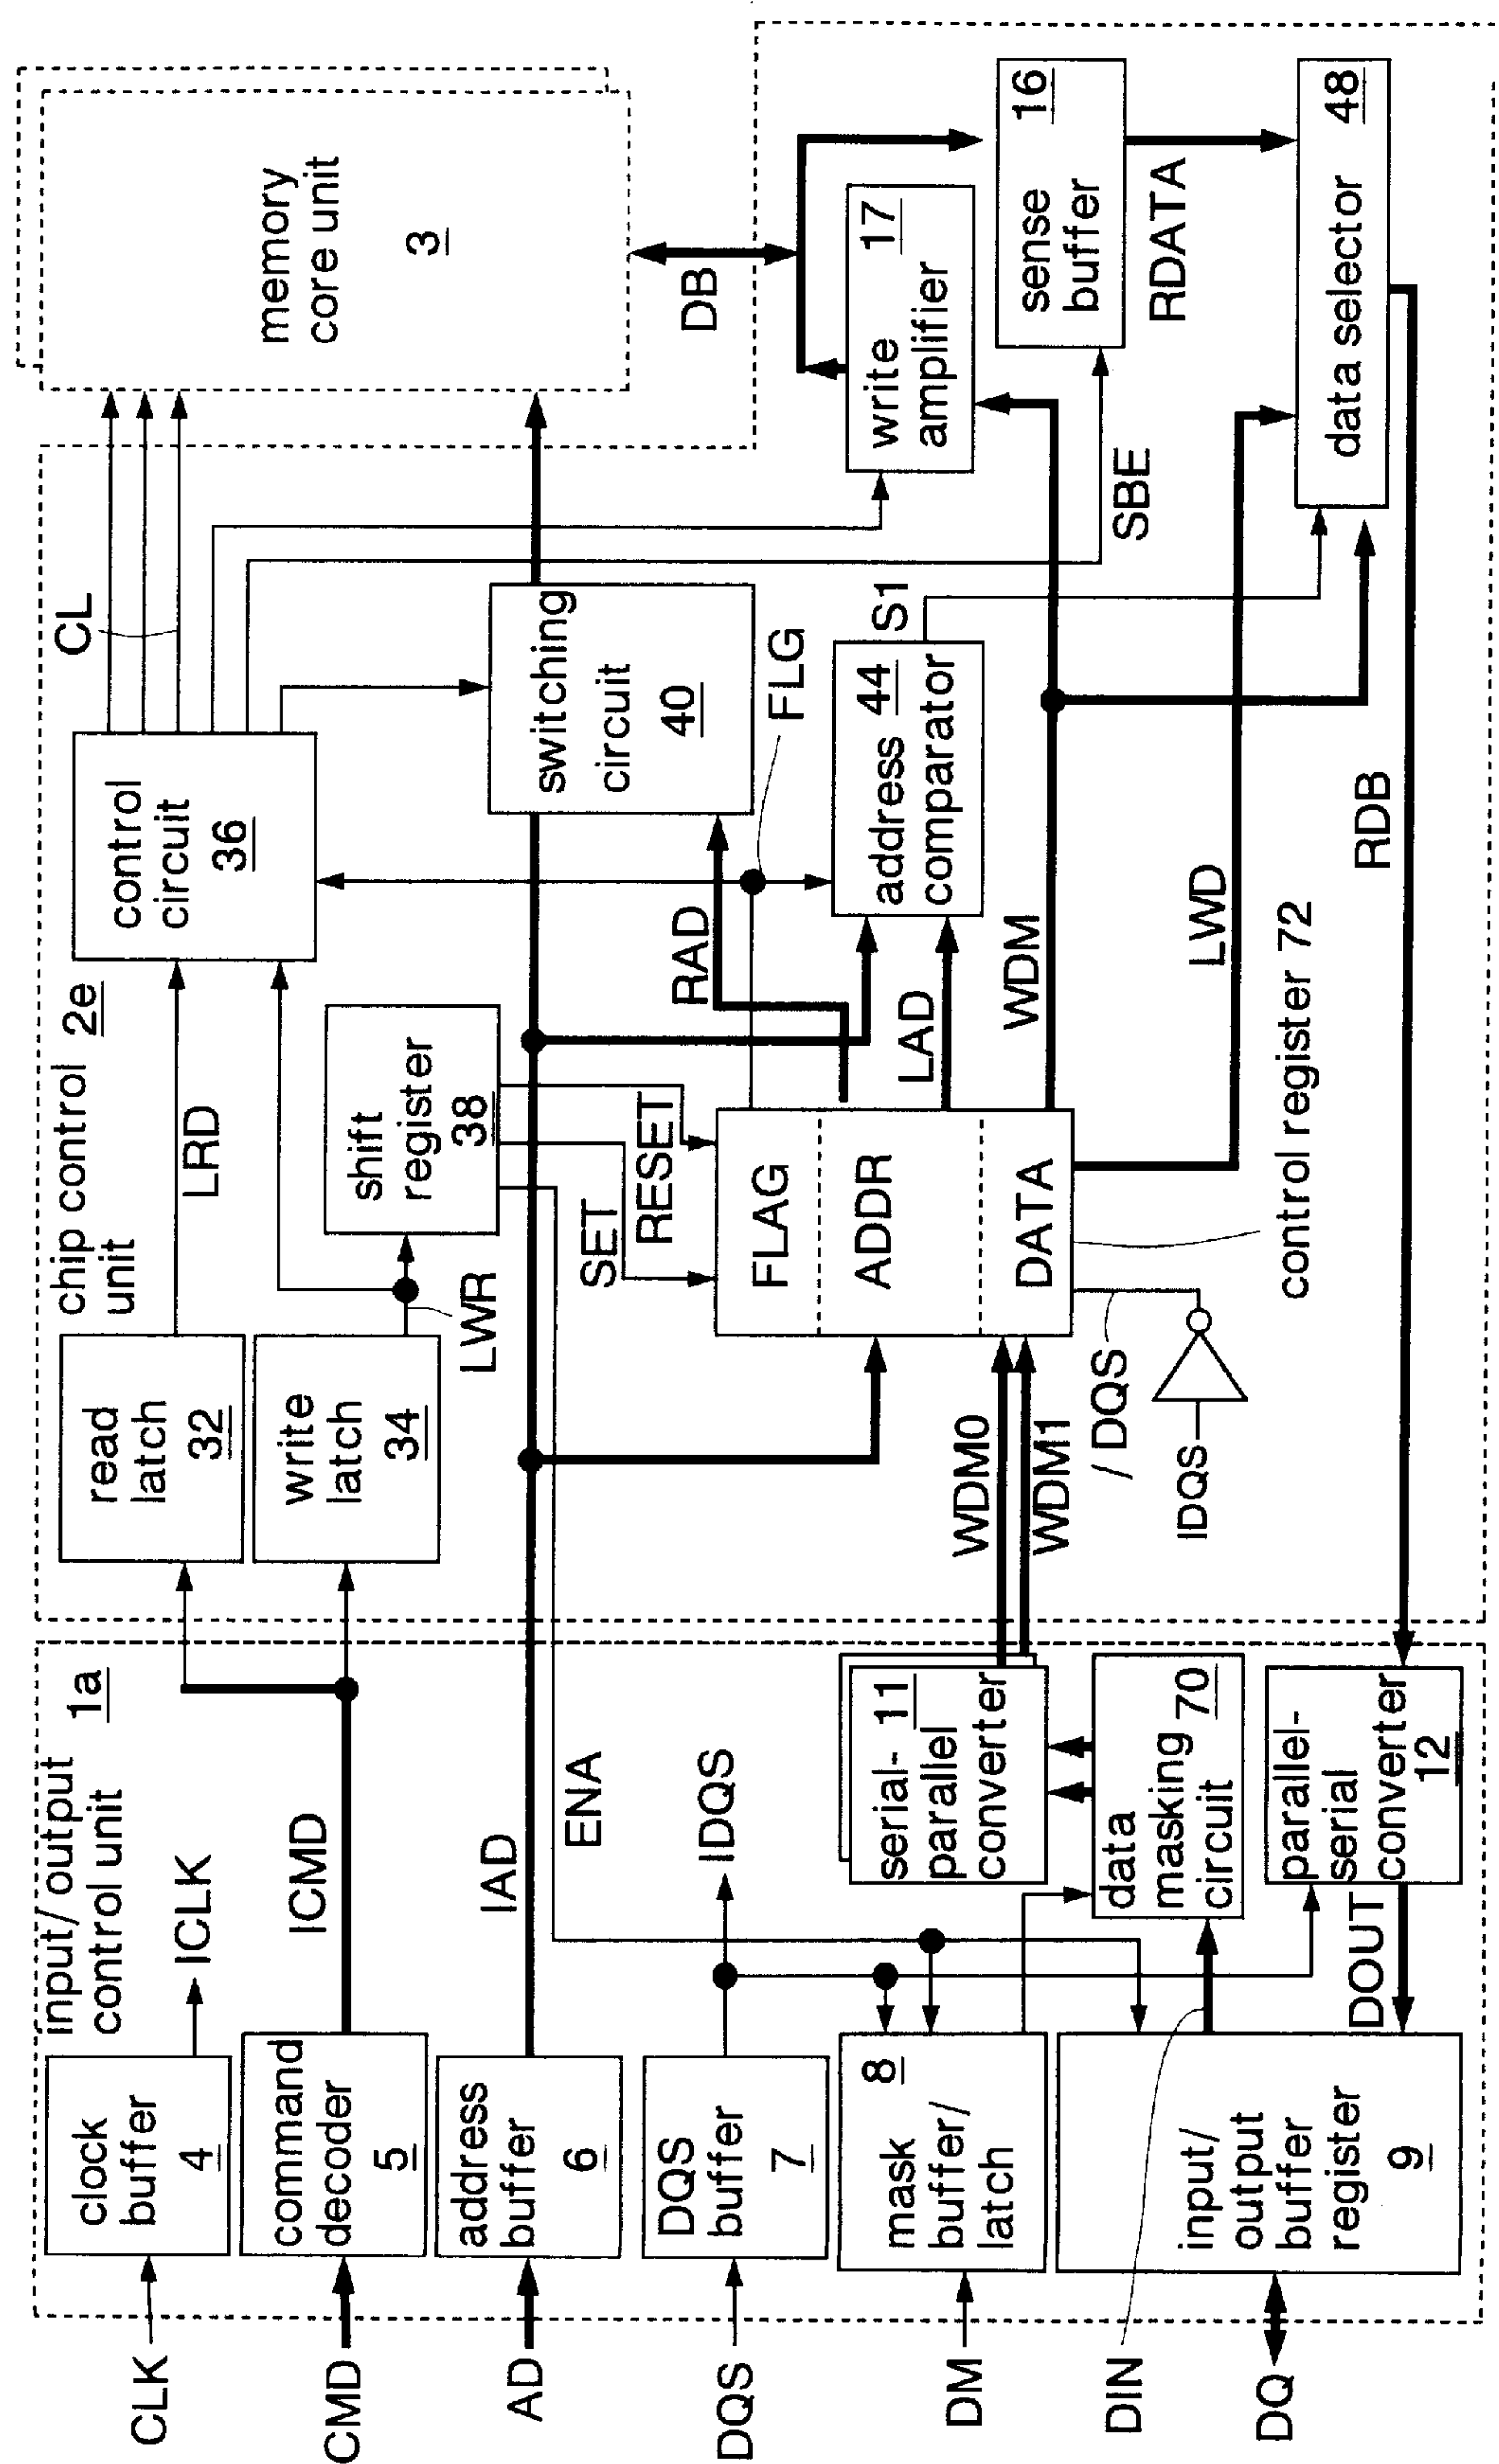 CLK
CMD
AD
DQS
DM
DIN
DQ
input/ output
control unit 1a
clock
buffer
4
ICLK
command
decoder
5
ICMD
address
buffer
6
IAD
ENA
DQS
buffer
7
IDQS
mask 8
buffer/
latch
input/
output
buffer
register
9
serial- 11
parallel
converter
data
masking 70
circuit
parallel-
serial
converter
12
DOUT
chip control 2e
unit
read
latch
32
LRD
write
latch
34
LWR
shift
register
38
SET
RESET
control
circuit
36
CL
switching
circuit
40
RAD
FLG
FLAG
ADDR
DATA
WDM0
WDM1
/ DQS
IDQS
control register 72
LAD
address 44
comparator
S1
WDM
LWD
RDB
SBE
memory
core unit
3
DB
write 17
amplifier
sense 16
buffer
RDATA
data selector 48